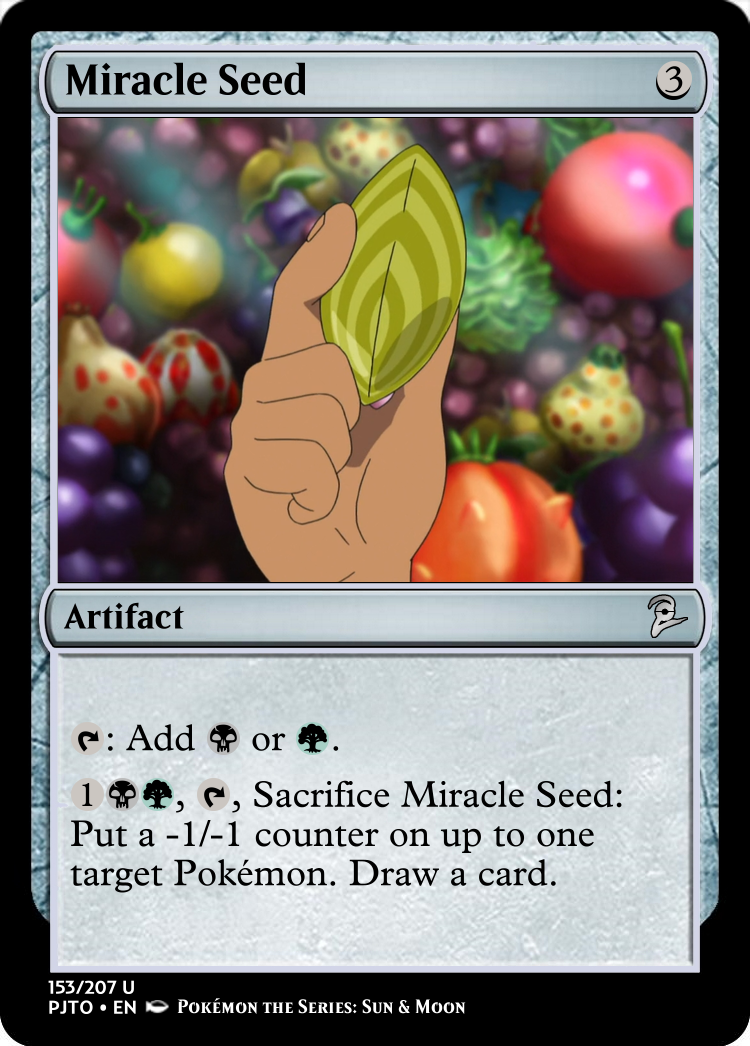 Miracle Seed 3
Artifact
: Add or .
1 , , Sacrifice Miracle Seed:
Put a -1/-1 counter on up to one
target Pokémon. Draw a card.
153/207 U
PJTO • EN Pokémon the Series: Sun & Moon